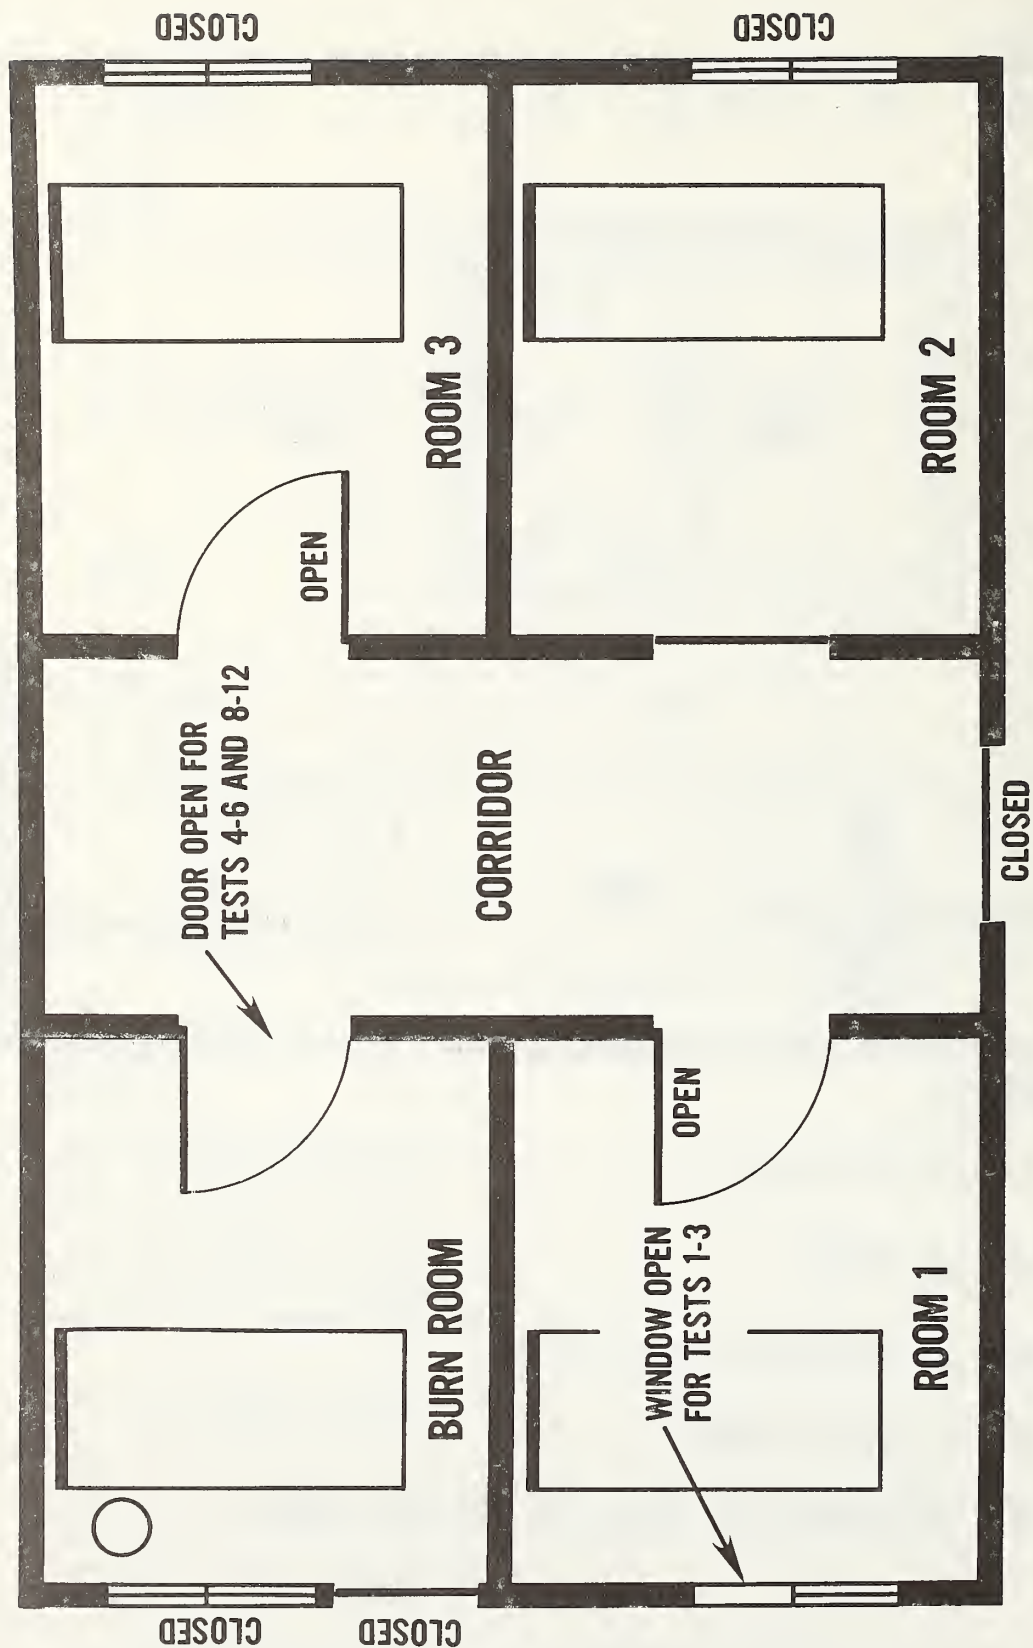 CLOSED
CLOSED
ROOM 3
ROOM 2
OPEN
DOOR OPEN FOR
TESTS 4-6 AND 8-12
CORRIDOR
CLOSED
OPEN
BURN ROOM
WINDOW OPEN
FOR TESTS 1-3
ROOM 1
CLOSED
CLOSED